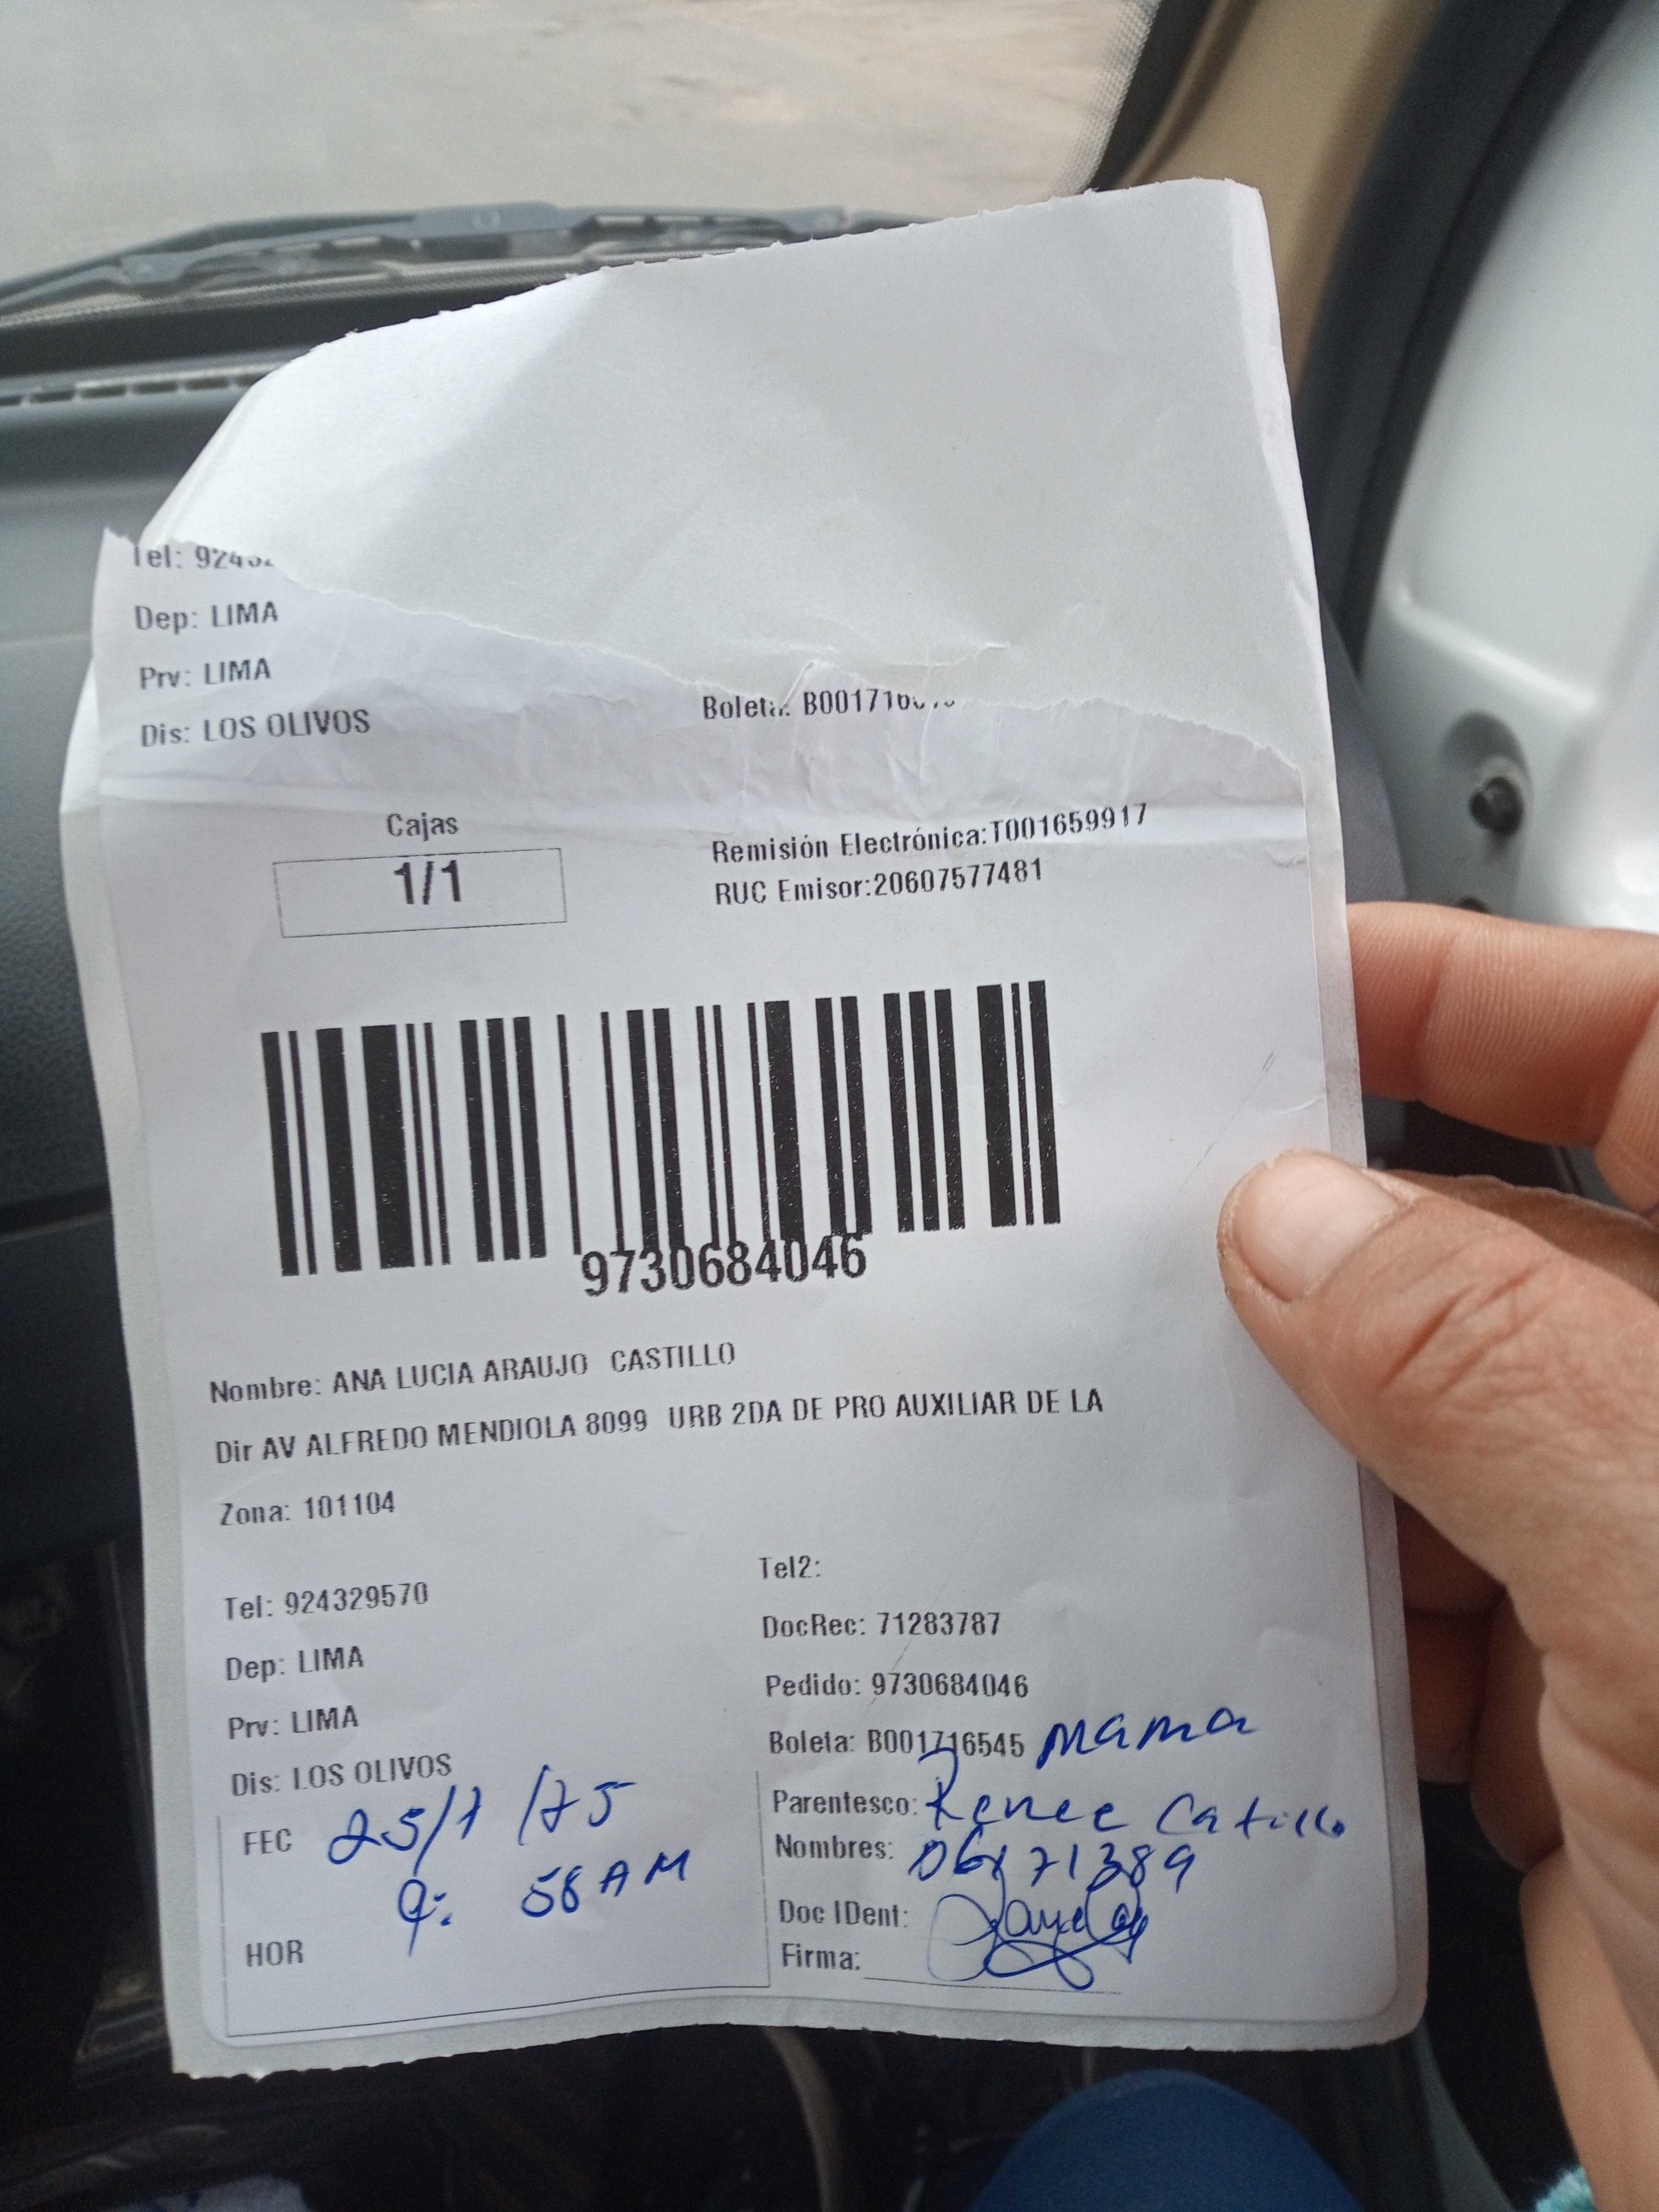 Tel: 9243
Dep: LIMA
Prv: LIMA
Dis: LOS OLIVOS
Boleta: B0017165
Cajas
1/1
Remisión Electrónica:T001659917
RUC Emisor:20607577481
9730684046
Nombre: ANA LUCIA ARAUJO CASTILLO
Dir AV ALFREDO MENDIOLA 8099 URB 2DA DE PRO AUXILIAR DE LA
Zona: 101104
Tel: 924329570
Dep: LIMA
Prv: LIMA
Dis: LOS OLIVOS
Tel2:
DocRec: 71283787
Pedido: 9730684046
Boleta: B001716545 mama
Parentesco: Renee Catillo
Nombres:
Doc IDent:
Firma:
FEC 25/1/25
9: 58 AM
HOR